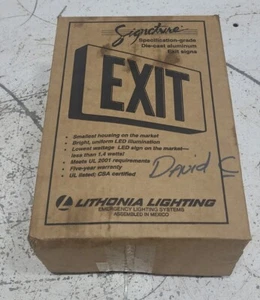 Signature
Specification-grade
Die-cast aluminum
Exit signs
EXIT
• Smallest housing on the market
• Bright, uniform LED illumination
• Lowest wattage LED sign on the market—
less than 1.4 watts!
• Meets UL 2001 requirements
• Five-year warranty
• UL listed; CSA certified
David C
LITHONIA LIGHTING
EMERGENCY LIGHTING SYSTEMS
ASSEMBLED IN MEXICO